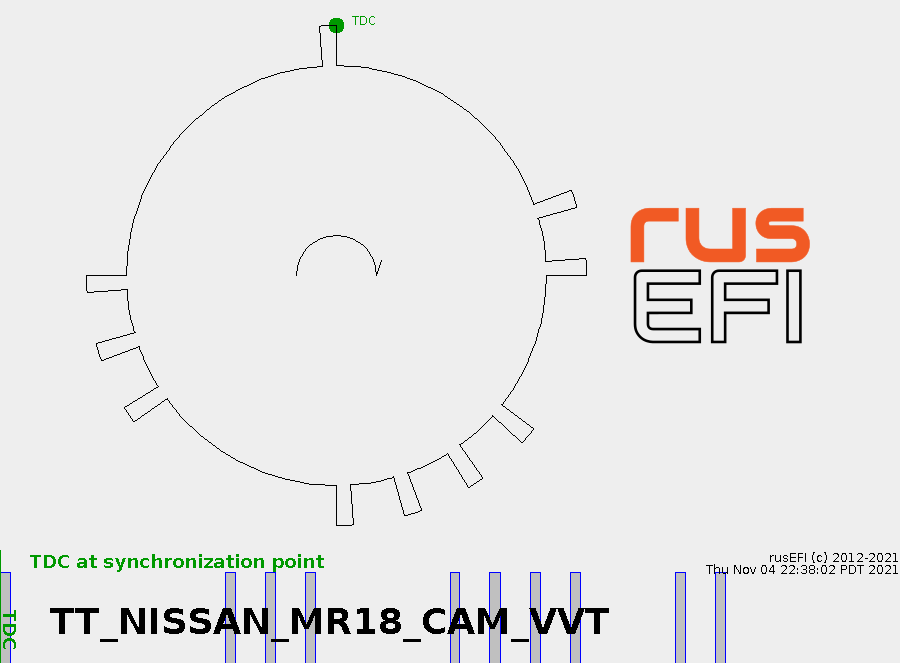 TDC
rus
EFI
TDC at synchronization point
rusEFI (c) 2012-2021
Thu Nov 04 22:38:02 PDT 2021
TT_NISSAN_MR18_CAM_VVT
TDC